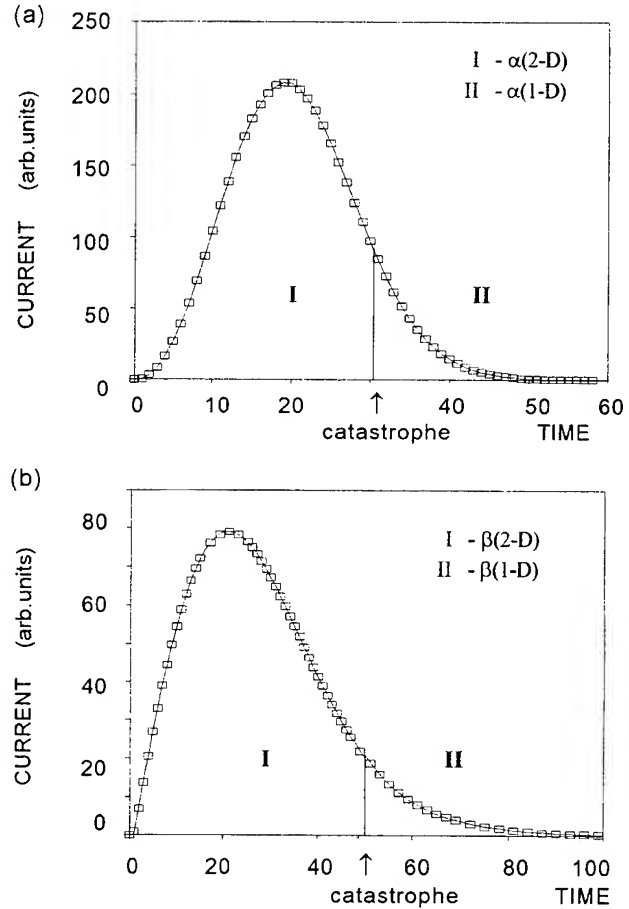 (a)
250
200
150
100
50
0
CURRENT (arb.units)
I - α(2-D)
II - α(1-D)
I
II
0 20 40 50 60
↑
catastrophe TIME
(b)
80
60
40
20
0
CURRENT (arb.units)
I - β(2-D)
II - β(1-D)
I
II
0 20 40 60 80 100
↑
catastrophe TIME